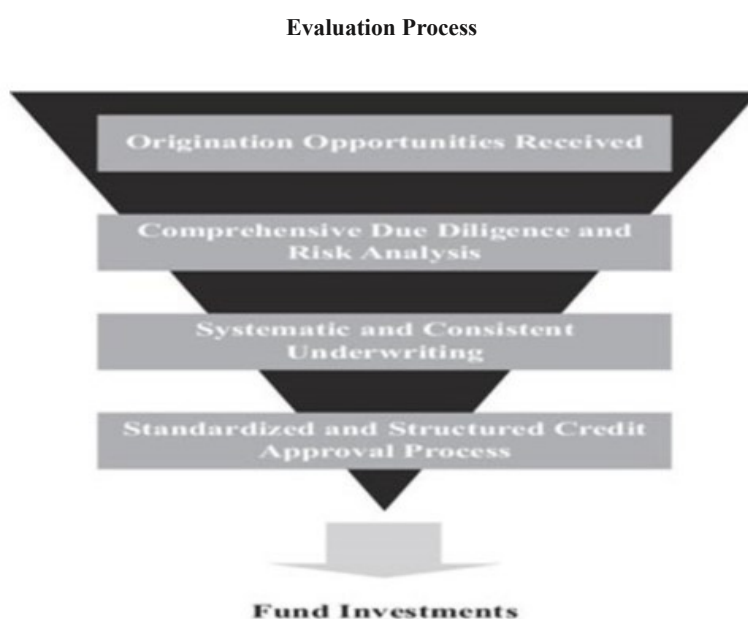 Evaluation Process
Origination Opportunities Received
Comprehensive Due Diligence and
Risk Analysis
Systematic and Consistent
Underwriting
Standardized and Structured Credit
Approval Process
Fund Investments